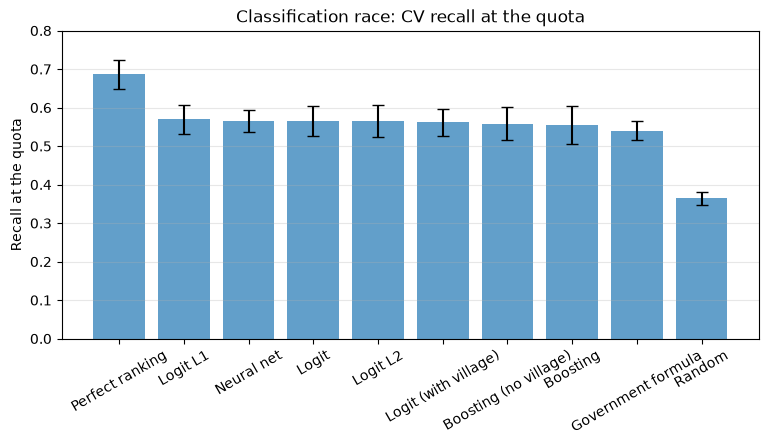 Classification race: CV recall at the quota
Recall at the quota
0.8
0.7
0.6
0.5
0.4
0.3
0.2
0.1
0.0
Perfect ranking
Logit L1
Neural net
Logit
Logit L2
Logit (with village)
Boosting (no village)
Boosting
Government formula
Random